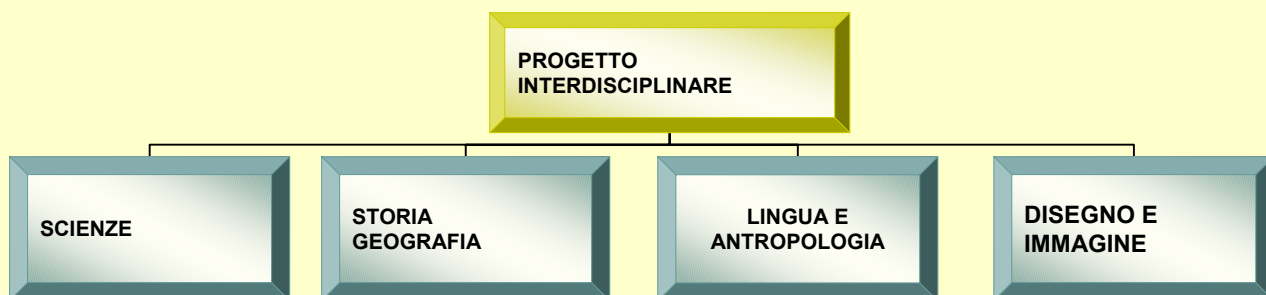 PROGETTO
INTERDISCIPLINARE
SCIENZE
STORIA
GEOGRAFIA
LINGUA E
ANTROPOLOGIA
DISEGNO E
IMMAGINE